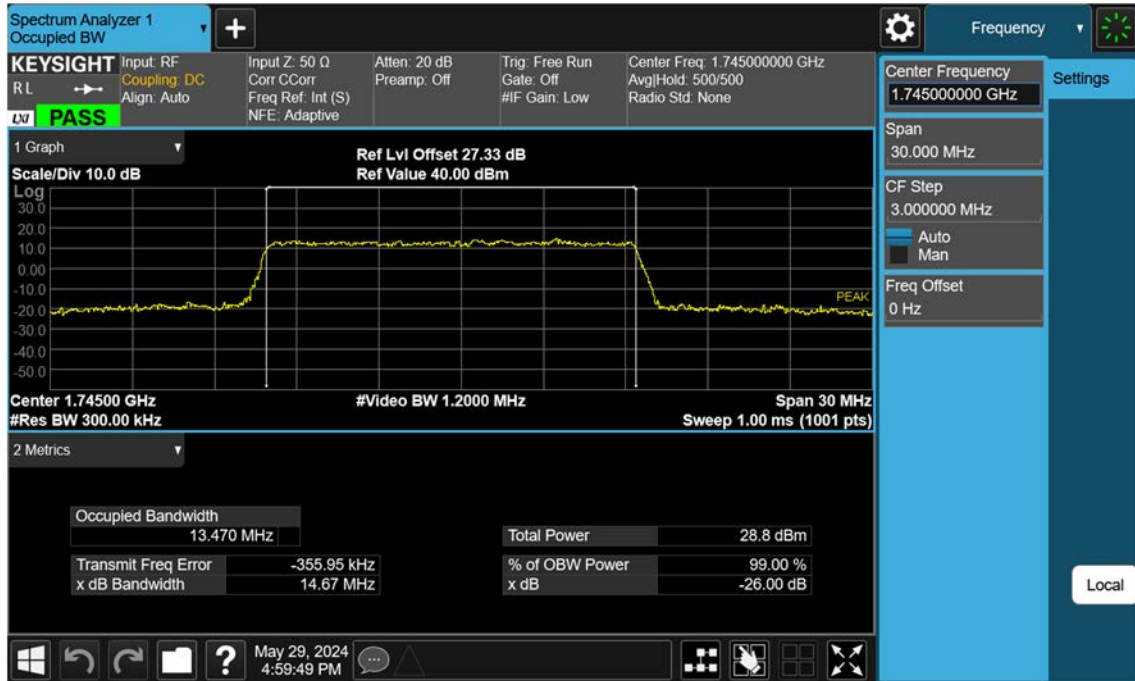 Spectrum Analyzer 1
Occupied BW
+
Frequency
KEYSIGHT
RL
LXI PASS
Input: RF
Coupling: DC
Align: Auto
Input Z: 50 Ω
Corr CCorr
Freq Ref: Int (S)
NFE: Adaptive
Atten: 20 dB
Preamp: Off
Trig: Free Run
Gate: Off
#IF Gain: Low
Center Freq: 1.745000000 GHz
Avg|Hold: 500/500
Radio Std: None
Center Frequency
1.745000000 GHz
Settings
Span
30.000 MHz
CF Step
3.000000 MHz
Auto
Man
Freq Offset
0 Hz
Local
1 Graph
Scale/Div 10.0 dB
Ref Lvl Offset 27.33 dB
Ref Value 40.00 dBm
Log
30.0
20.0
10.0
0.00
-10.0
-20.0
-30.0
-40.0
-50.0
PEAK
Center 1.74500 GHz
#Video BW 1.2000 MHz
Span 30 MHz
#Res BW 300.00 kHz
Sweep 1.00 ms (1001 pts)
2 Metrics
Occupied Bandwidth
13.470 MHz
Total Power 28.8 dBm
Transmit Freq Error -355.95 kHz
% of OBW Power 99.00 %
x dB Bandwidth 14.67 MHz
x dB -26.00 dB
?
May 29, 2024
4:59:49 PM